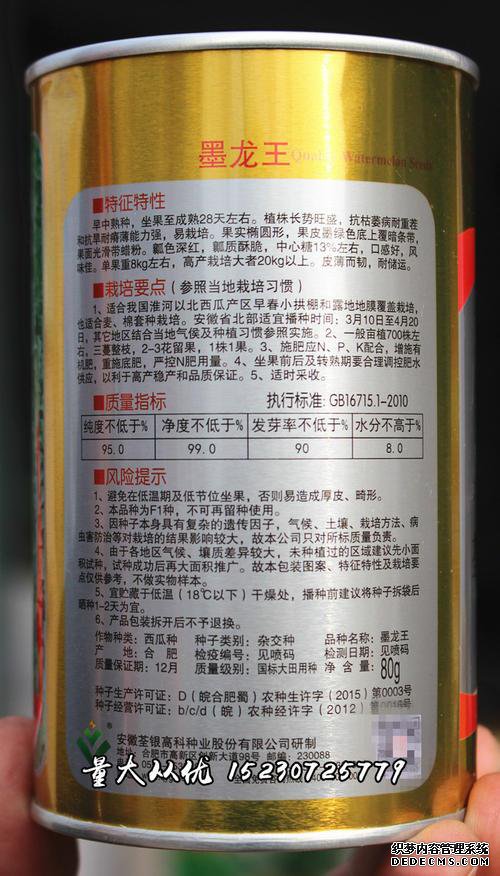 墨龙王Quality Watermelon Seeds
■特征特性
早中熟种，坐果至成熟28天左右。植株长势旺盛，抗枯萎病耐重茬
和抗旱耐瘠薄能力强，易栽培。果实椭圆形，果皮墨绿色底上覆暗条带，
果面光滑带蜡粉。瓤色深红，瓤质酥脆，中心糖13%左右，口感好，风
味佳。单果重8kg左右，高产栽培大者20kg以上。皮薄而韧，耐储运。
■栽培要点（参照当地栽培习惯）
1、适合我国淮河以北西瓜产区早春小拱棚和露地地膜覆盖栽培，
也适合麦、棉套种栽培。安徽省北部适宜播种时间：3月10日至4月20
日，其它地区结合当地气侯及种植习惯参照实施。2、一般亩植700株左
右，三蔓整枝，2-3花留果，1株1果。3、施肥应N、P、K配合，增施有
机肥，重施底肥，严控N肥用量。4、坐果前后及转熟期要合理调控肥水
供应，以利于高产稳产和品质保证。5、适时采收。
■质量指标 执行标准：GB16715.1-2010
纯度不低于% 净度不低于% 发芽率不低于% 水分不高于%
95.0 99.0 90 8.0
■风险提示
1、避免在低温期及低节位坐果，否则易造成厚皮、畸形。
2、本品种为F1种，不可再留种使用。
3、因种子本身具有复杂的遗传因子，气候、土壤、栽培方法、病
虫害防治等对栽培的结果影响较大，故本公司只对所标质量负责。
4、由于各地区气候、壤质差异较大，未种植过的区域建议先小面
积试种，试种成功后再大面积推广。故本包装图案、特征特性及栽培要
点仅供参考，不做实物样本。
5、宜贮藏于低温（18℃以下）干燥处，播种前建议将种子拆袋后
晒种1-2天为宜。
6、产品包装拆开后不予退换。
作物种类：西瓜种 种子类别：杂交种 品种名称：墨龙王
产 地：合 肥 检疫编号：见喷码 检测日期：见喷码
质量保证期：12月 质量级别：国标大田用种 净 含 量：80g
种子生产许可证：D（皖合肥蜀）农种生许字（2015）第0003号
种子经营许可证：b/c/d（皖）农种经许字（2012）
安徽荃银高科种业股份有限公司研制
地址：合肥市高新区创新大道98号 邮编：230088
量大从优 15230725779
织梦内容管理系统
DEDECMS.COM